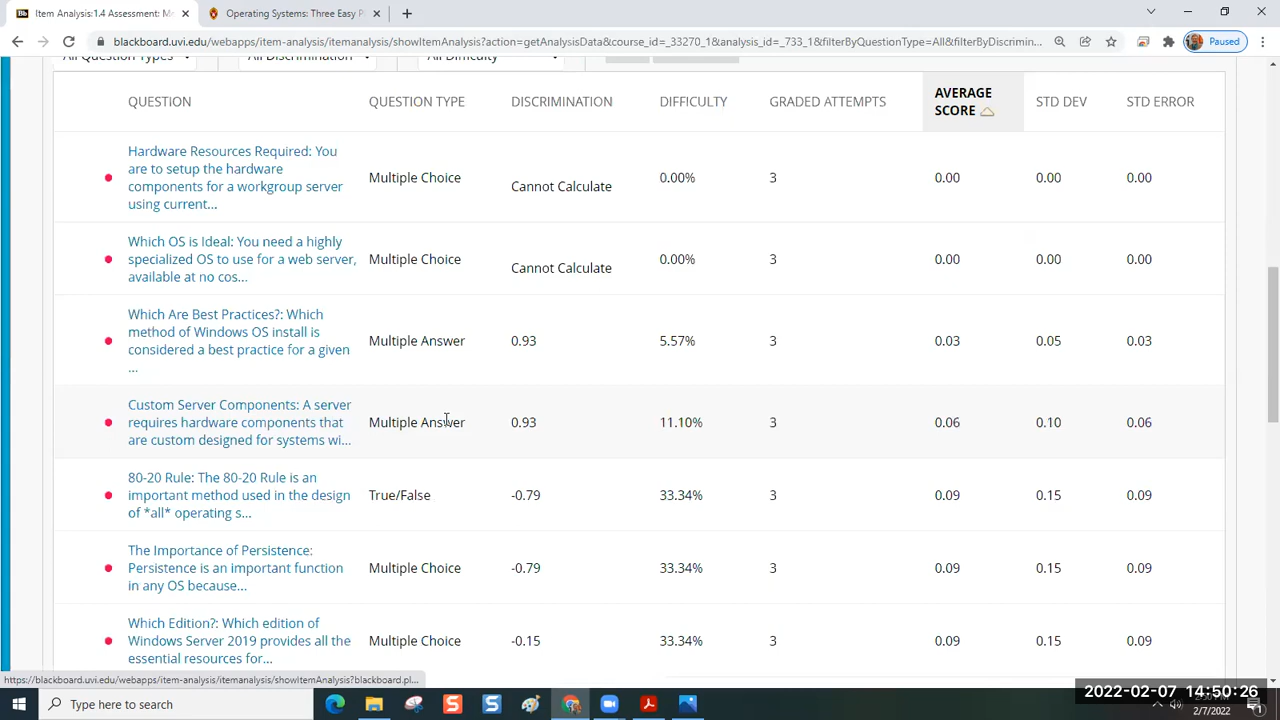 Bb Item Analysis:1.4 Assessment: Me
Operating Systems: Three Easy P
blackboard.uvi.edu/webapps/item-analysis/itemanalysis/showItemAnalysis?assessmentAnalysisData&course_id=_33270_1&analysis_id=_733_1&filterByQuestionType=All&filterByDiscrimin...
Paused
All Question Types
All Discrimination
All Difficulty
QUESTION QUESTION TYPE DISCRIMINATION DIFFICULTY GRADED ATTEMPTS AVERAGE STD DEV STD ERROR
SCORE
Hardware Resources Required: You
are to setup the hardware
components for a workgroup server
using current...
Multiple Choice Cannot Calculate 0.00% 3 0.00 0.00 0.00
Which OS is Ideal: You need a highly
specialized OS to use for a web server,
available at no cos...
Multiple Choice Cannot Calculate 0.00% 3 0.00 0.00 0.00
Which Are Best Practices?: Which
method of Windows OS install is
considered a best practice for a given
...
Multiple Answer 0.93 5.57% 3 0.03 0.05 0.03
Custom Server Components: A server
requires hardware components that
are custom designed for systems wi...
Multiple Answer 0.93 11.10% 3 0.06 0.10 0.06
80-20 Rule: The 80-20 Rule is an
important method used in the design
of *all* operating s...
True/False -0.79 33.34% 3 0.09 0.15 0.09
The Importance of Persistence:
Persistence is an important function
in any OS because...
Multiple Choice -0.79 33.34% 3 0.09 0.15 0.09
Which Edition?: Which edition of
Windows Server 2019 provides all the
essential resources for...
Multiple Choice -0.15 33.34% 3 0.09 0.15 0.09
https://blackboard.uvi.edu/webapps/item-analysis/itemanalysis/showItemAnalysis?blackboard.pl...
Type here to search
2022-02-07 14:50:26
2/7/2022